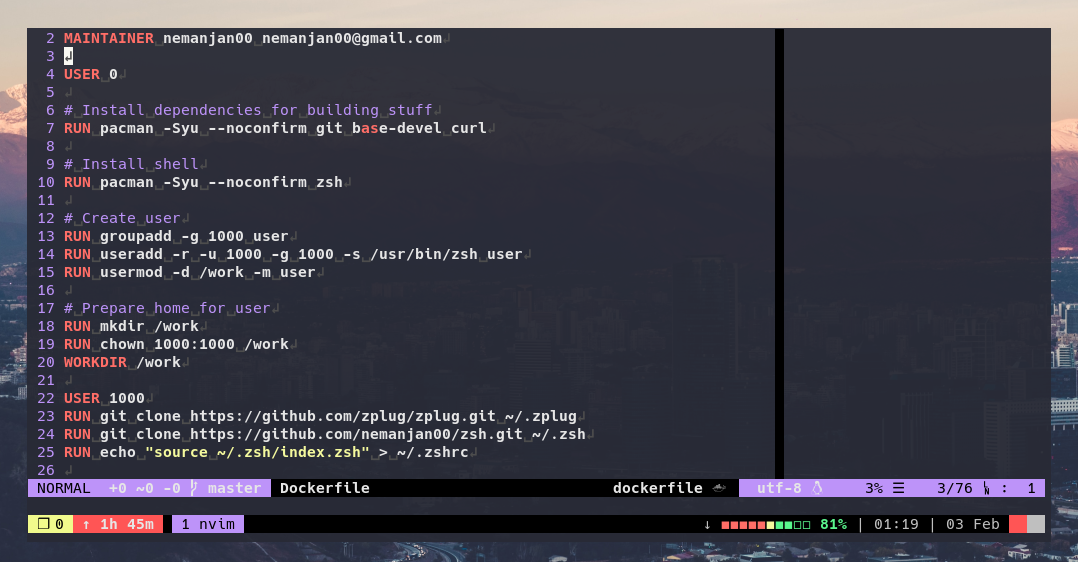 2 MAINTAINER nemanjan00 nemanjan00@gmail.com
3
4 USER 0
5
6 # Install dependencies for building stuff
7 RUN pacman -Syu --noconfirm git base-devel curl
8
9 # Install shell
10 RUN pacman -Syu --noconfirm zsh
11
12 # Create user
13 RUN groupadd -g 1000 user
14 RUN useradd -r -u 1000 -g 1000 -s /usr/bin/zsh user
15 RUN usermod -d /work -m user
16
17 # Prepare home for user
18 RUN mkdir /work
19 RUN chown 1000:1000 /work
20 WORKDIR /work
21
22 USER 1000
23 RUN git clone https://github.com/zplug/zplug.git ~/.zplug
24 RUN git clone https://github.com/nemanjan00/zsh.git ~/.zsh
25 RUN echo "source ~/.zsh/index.zsh" > ~/.zshrc
26
NORMAL +0 ~0 -0 master Dockerfile dockerfile utf-8 3% ☰ 3/76 : 1
❐ 0 ↑ 1h 45m 1 nvim ↓ 81% | 01:19 | 03 Feb